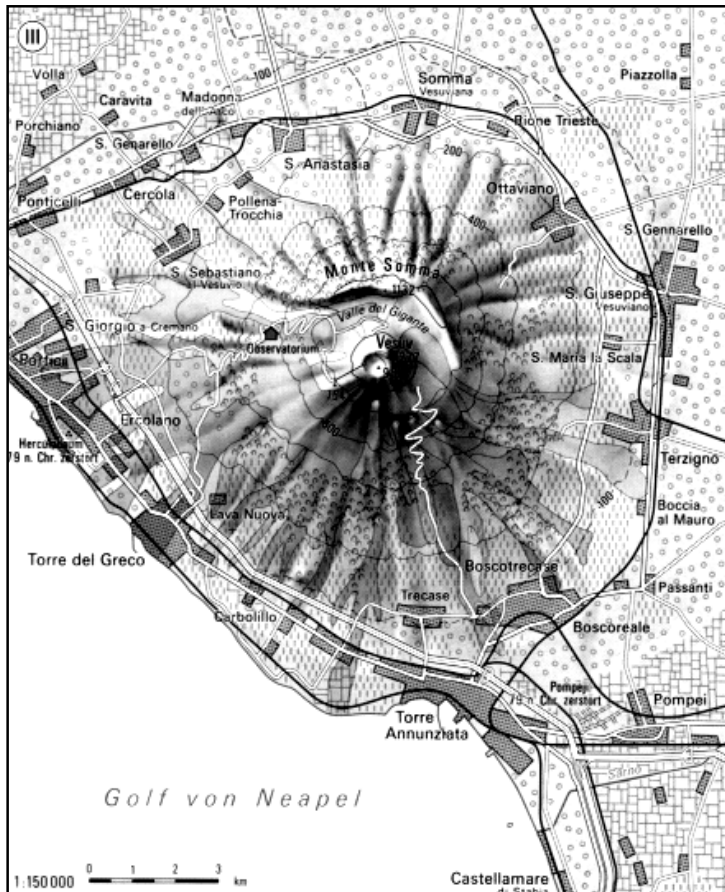 III
Volla
Caravita
Madonna
dell' Arco
Somma
Vesuviana
Piazzolla
Porchiano
S. Genarello
Rione Trieste
100
S. Anastasia
200
Ottaviano
Ponticelli
Cercola
Pollena-
Trocchia
400
S. Gennarello
Monte Somma
1132
S. Sebastiano
al Vesuvio
Valle del Gigante
S. Giuseppe
Vesuviano
S. Giorgio a Cremano
Observatorium
Vesuv
S. Maria la Scala
Portici
Ercolano
Herculaneum
79 n. Chr. zerstört
Terzigno
100
Lava Nuova
Boccia
al Mauro
Torre del Greco
Boscotrecase
Trecase
Passanti
Carbolillo
Boscoreale
Pompeji
79 n. Chr. zerstört
Pompei
Torre
Annunziata
Sarno
Golf von Neapel
1:150 000
0 1 2 3
km
Castellamare
di Stabia